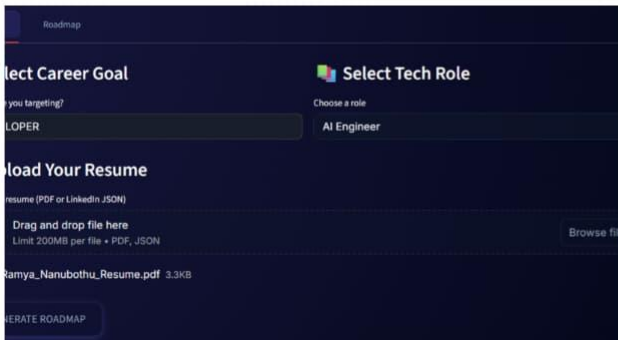 Roadmap
lect Career Goal
Select Tech Role
you targeting?
Choose a role
LOPER
AI Engineer
load Your Resume
resume (PDF or LinkedIn JSON)
Drag and drop file here
Limit 200MB per file • PDF, JSON
Browse fil
Ramya_Nanubothu_Resume.pdf 3.3KB
NERATE ROADMAP